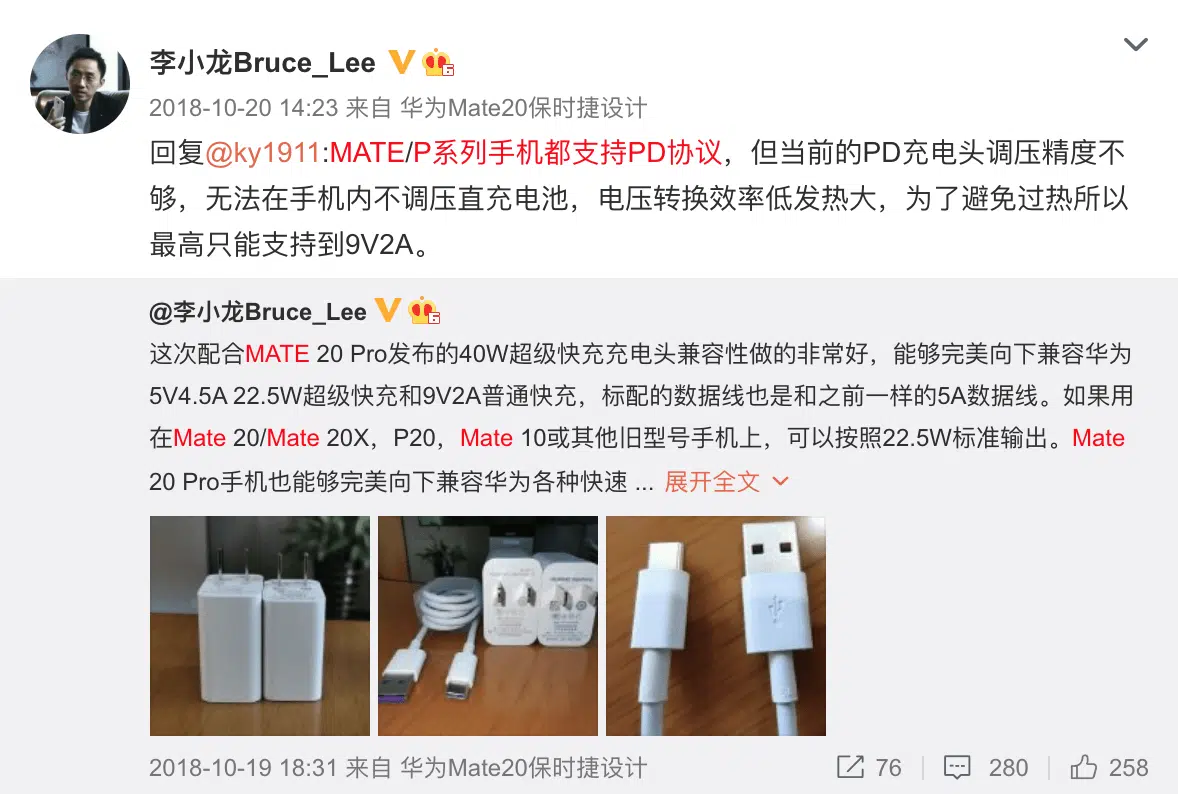 李小龙Bruce_Lee
2018-10-20 14:23 来自 华为Mate20保时捷设计
回复@ky1911:MATE/P系列手机都支持PD协议，但当前的PD充电头调压精度不
够，无法在手机内不调压直充电池，电压转换效率低发热大，为了避免过热所以
最高只能支持到9V2A。
@李小龙Bruce_Lee
这次配合MATE 20 Pro发布的40W超级快充充电头兼容性做的非常好，能够完美向下兼容华为
5V4.5A 22.5W超级快充和9V2A普通快充，标配的数据线也是和之前一样的5A数据线。如果用
在Mate 20/Mate 20X，P20，Mate 10或其他旧型号手机上，可以按照22.5W标准输出。Mate
20 Pro手机也能够完美向下兼容华为各种快速 ... 展开全文
2018-10-19 18:31 来自 华为Mate20保时捷设计
76
280
258